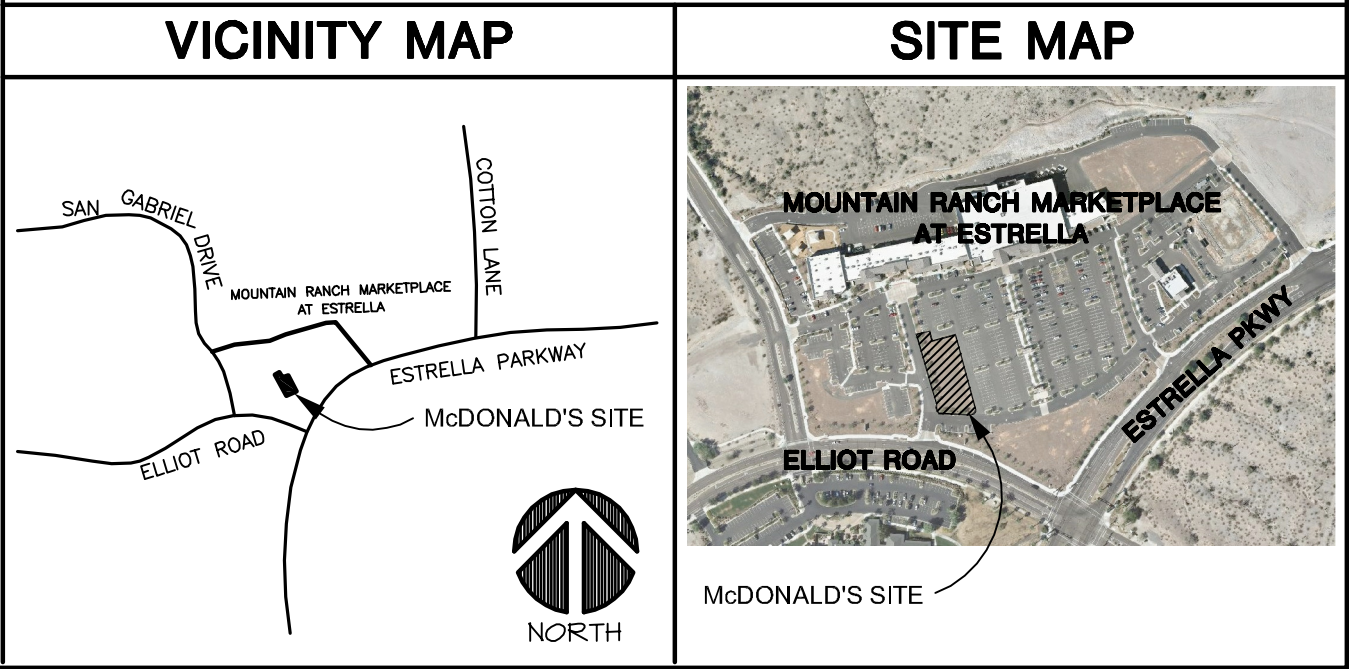 VICINITY MAP
SAN GABRIEL DRIVE
COTTON LANE
MOUNTAIN RANCH MARKETPLACE
AT ESTRELLA
ESTRELLA PARKWAY
McDONALD'S SITE
ELLIOT ROAD
NORTH
SITE MAP
MOUNTAIN RANCH MARKETPLACE
AT ESTRELLA
ESTRELLA PKWY
ELLIOT ROAD
McDONALD'S SITE